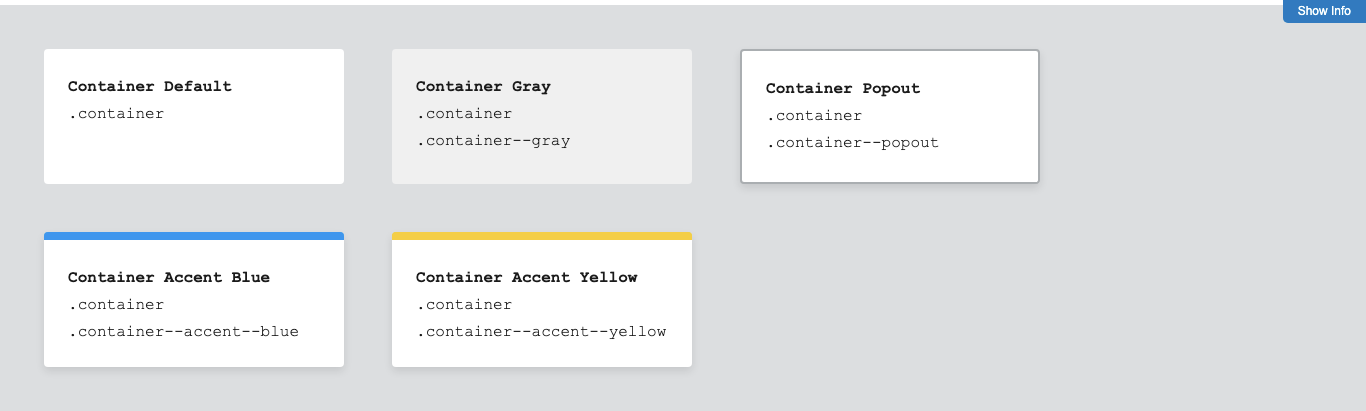 Show Info
Container Default
.container
Container Gray
.container
.container--gray
Container Popout
.container
.container--popout
Container Accent Blue
.container
.container--accent--blue
Container Accent Yellow
.container
.container--accent--yellow